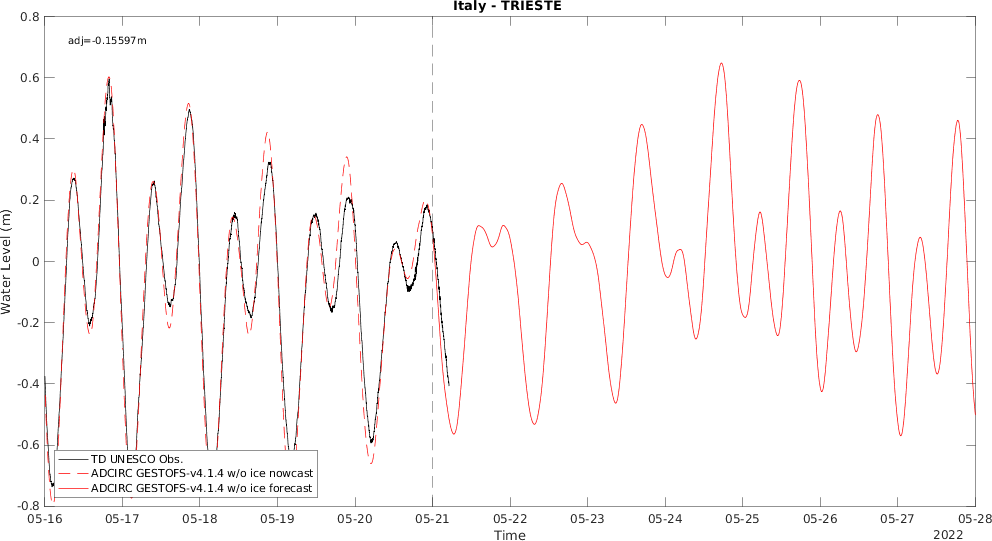 Italy - TRIESTE
adj=-0.15597m
0.8
0.6
0.4
0.2
0
-0.2
-0.4
-0.6
-0.8
Water Level (m)
TD UNESCO Obs.
ADCIRC GESTOFS-v4.1.4 w/o ice nowcast
ADCIRC GESTOFS-v4.1.4 w/o ice forecast
05-16 05-17 05-18 05-19 05-20 05-21 05-22 05-23 05-24 05-25 05-26 05-27 05-28
Time
2022